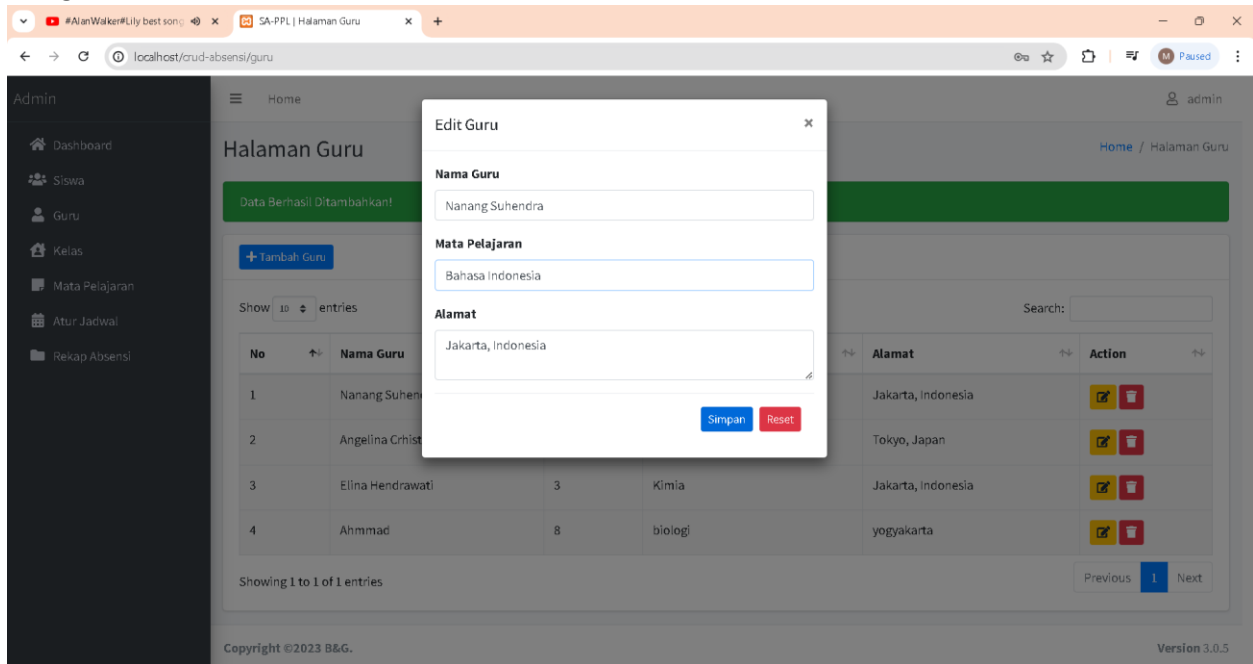 #AlanWalker#Lily best song
SA-PPL | Halaman Guru
localhost/crud-absensi/guru
M Paused
Admin
Home
admin
Dashboard
Siswa
Guru
Kelas
Mata Pelajaran
Atur Jadwal
Rekap Absensi
Halaman Guru
Home / Halaman Guru
Data Berhasil Ditambahkan!
+ Tambah Guru
Show 10 entries
Search:
No Nama Guru Alamat Action
1 Nanang Suhen Jakarta, Indonesia
2 Angelina Crhist Tokyo, Japan
3 Elina Hendrawati 3 Kimia Jakarta, Indonesia
4 Ahmmad 8 biologi yogyakarta
Showing 1 to 1 of 1 entries
Previous 1 Next
Copyright ©2023 B&G.
Version 3.0.5
Edit Guru ×
Nama Guru
Nanang Suhendra
Mata Pelajaran
Bahasa Indonesia
Alamat
Jakarta, Indonesia
Simpan Reset